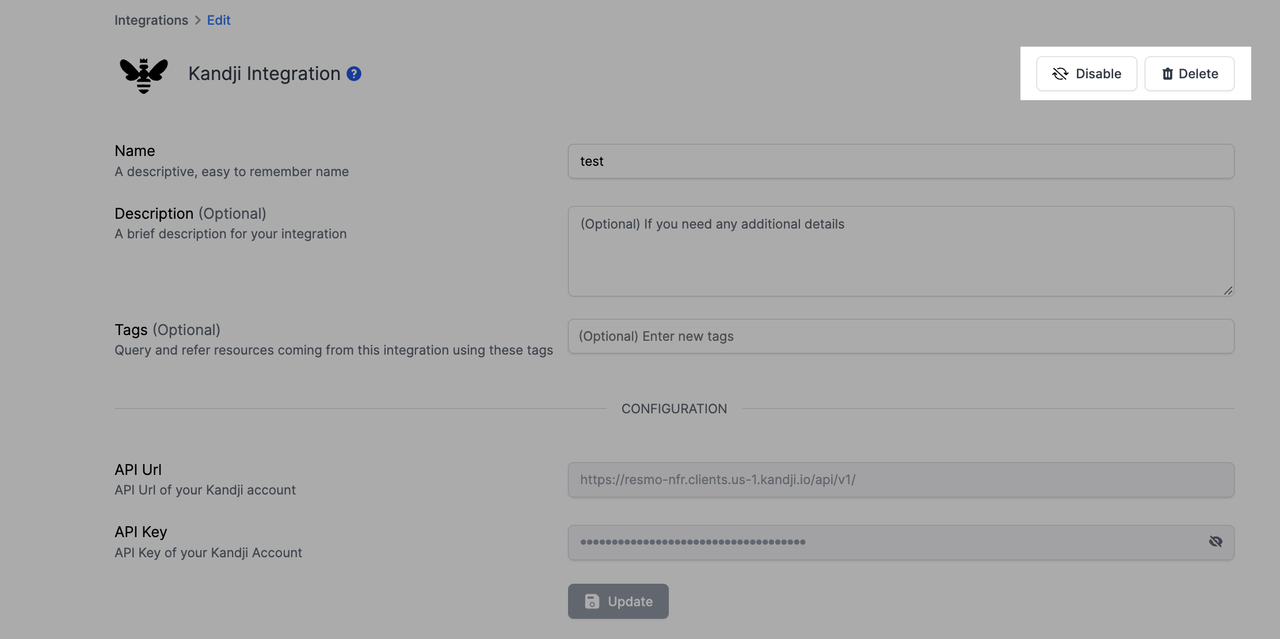 Integrations > Edit
Kandji Integration ?
Disable
Delete
Name
A descriptive, easy to remember name
test
Description (Optional)
A brief description for your integration
(Optional) If you need any additional details
Tags (Optional)
Query and refer resources coming from this integration using these tags
(Optional) Enter new tags
CONFIGURATION
API Url
API Url of your Kandji account
https://resmo-nfr.clients.us-1.kandji.io/api/v1/
API Key
API Key of your Kandji Account
••••••••••••••••••••••••••••••••••••
Update